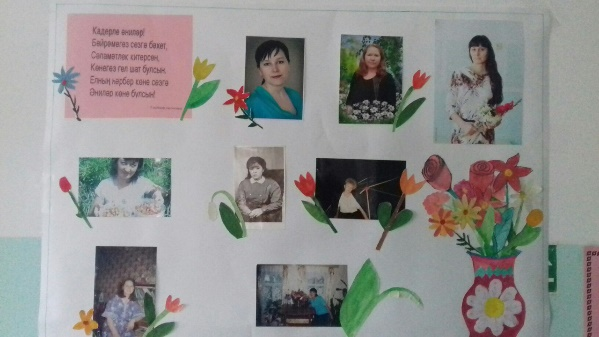 Кадерле әниләр!
Бәйрәмегез сезгә бәхет,
Сәламәтлек китерсен,
Көнегез гел шат булсын.
Елның һәрбер көне сезгә
Әниләр көне булсын!